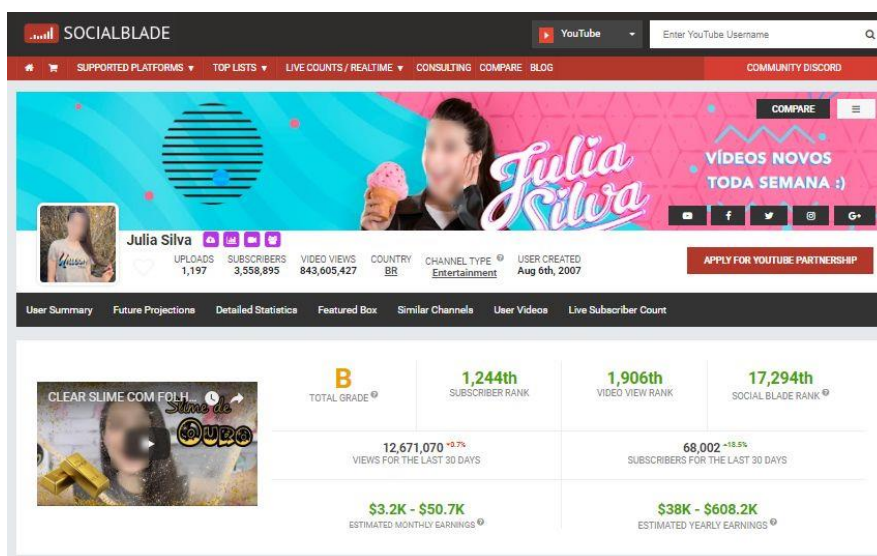 SOCIALBLADE
YouTube
Enter YouTube Username
SUPPORTED PLATFORMS TOP LISTS LIVE COUNTS / REALTIME CONSULTING COMPARE BLOG
COMMUNITY DISCORD
COMPARE
Julia
Silva
VÍDEOS NOVOS
TODA SEMANA :)
Julia Silva
UPLOADS SUBSCRIBERS VIDEO VIEWS COUNTRY CHANNEL TYPE USER CREATED
1,197 3,558,895 843,605,427 BR Entertainment Aug 6th, 2007
APPLY FOR YOUTUBE PARTNERSHIP
User Summary Future Projections Detailed Statistics Featured Box Similar Channels User Videos Live Subscriber Count
CLEAR SLIME COM FOLH...
Slime de
OURO
B
TOTAL GRADE
1,244th
SUBSCRIBER RANK
1,906th
VIDEO VIEW RANK
17,294th
SOCIAL BLADE RANK
12,671,070 +0.7%
VIEWS FOR THE LAST 30 DAYS
68,002 -18.5%
SUBSCRIBERS FOR THE LAST 30 DAYS
$3.2K - $50.7K
ESTIMATED MONTHLY EARNINGS
$38K - $608.2K
ESTIMATED YEARLY EARNINGS